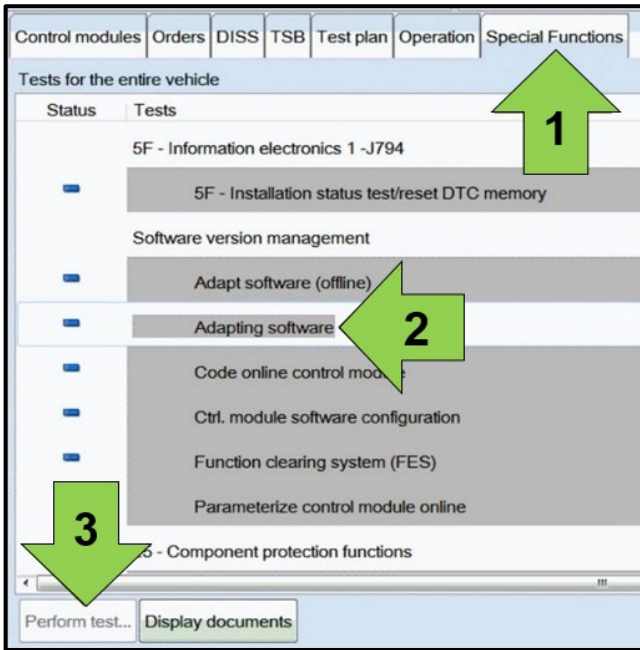 Control modules Orders DISS TSB Test plan Operation Special Functions
Tests for the entire vehicle
Status Tests
1
5F - Information electronics 1 -J794
5F - Installation status test/reset DTC memory
Software version management
Adapt software (offline)
Adapting software
2
Code online control module
Ctrl. module software configuration
Function clearing system (FES)
Parameterize control module online
3
5 - Component protection functions
Perform test... Display documents